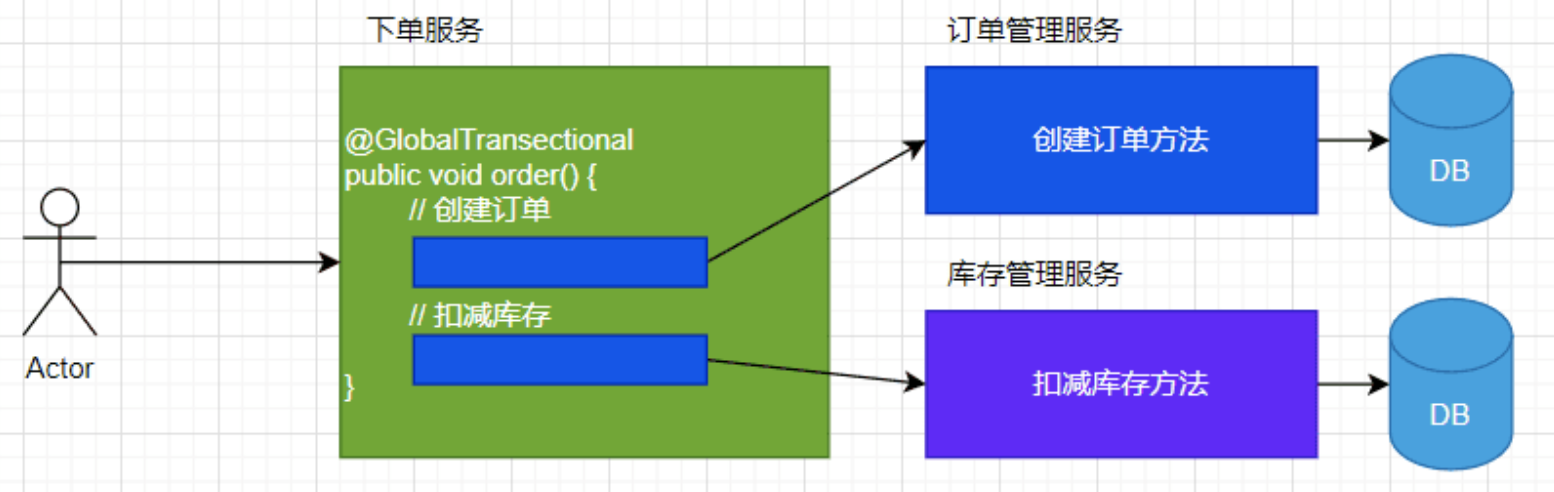 下单服务
@GlobalTransectional
public void order() {
// 创建订单
// 扣减库存
}
订单管理服务
创建订单方法
DB
库存管理服务
扣减库存方法
DB
Actor